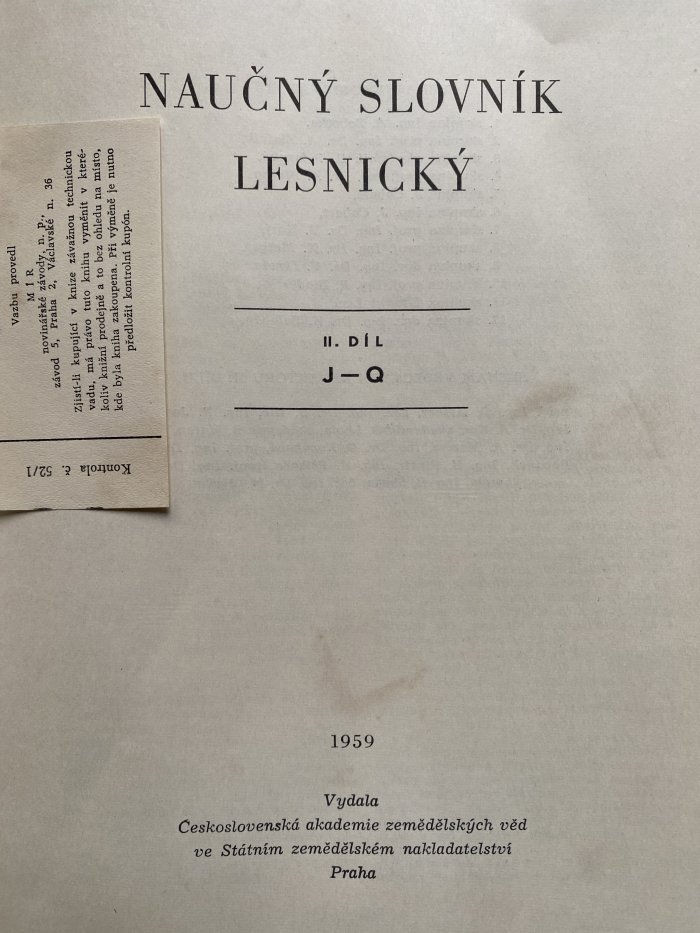 NAUČNÝ SLOVNÍK
LESNICKÝ
II. DÍL
J—Q
1959
Vydala
Československá akademie zemědělských věd
ve Státním zemědělském nakladatelství
Praha
Vazbu provedl
MÍR
novinářské závody, n. p.,
závod 5, Praha 2, Václavské n. 36
Zjistí-li kupující v knize závažnou technickou
vadu, má právo tuto knihu vyměnit v které-
koliv knižní prodejně a to bez ohledu na místo,
kde byla kniha zakoupena. Při výměně je nutno
předložit kontrolní kupón.
Kontrola č. 52/1